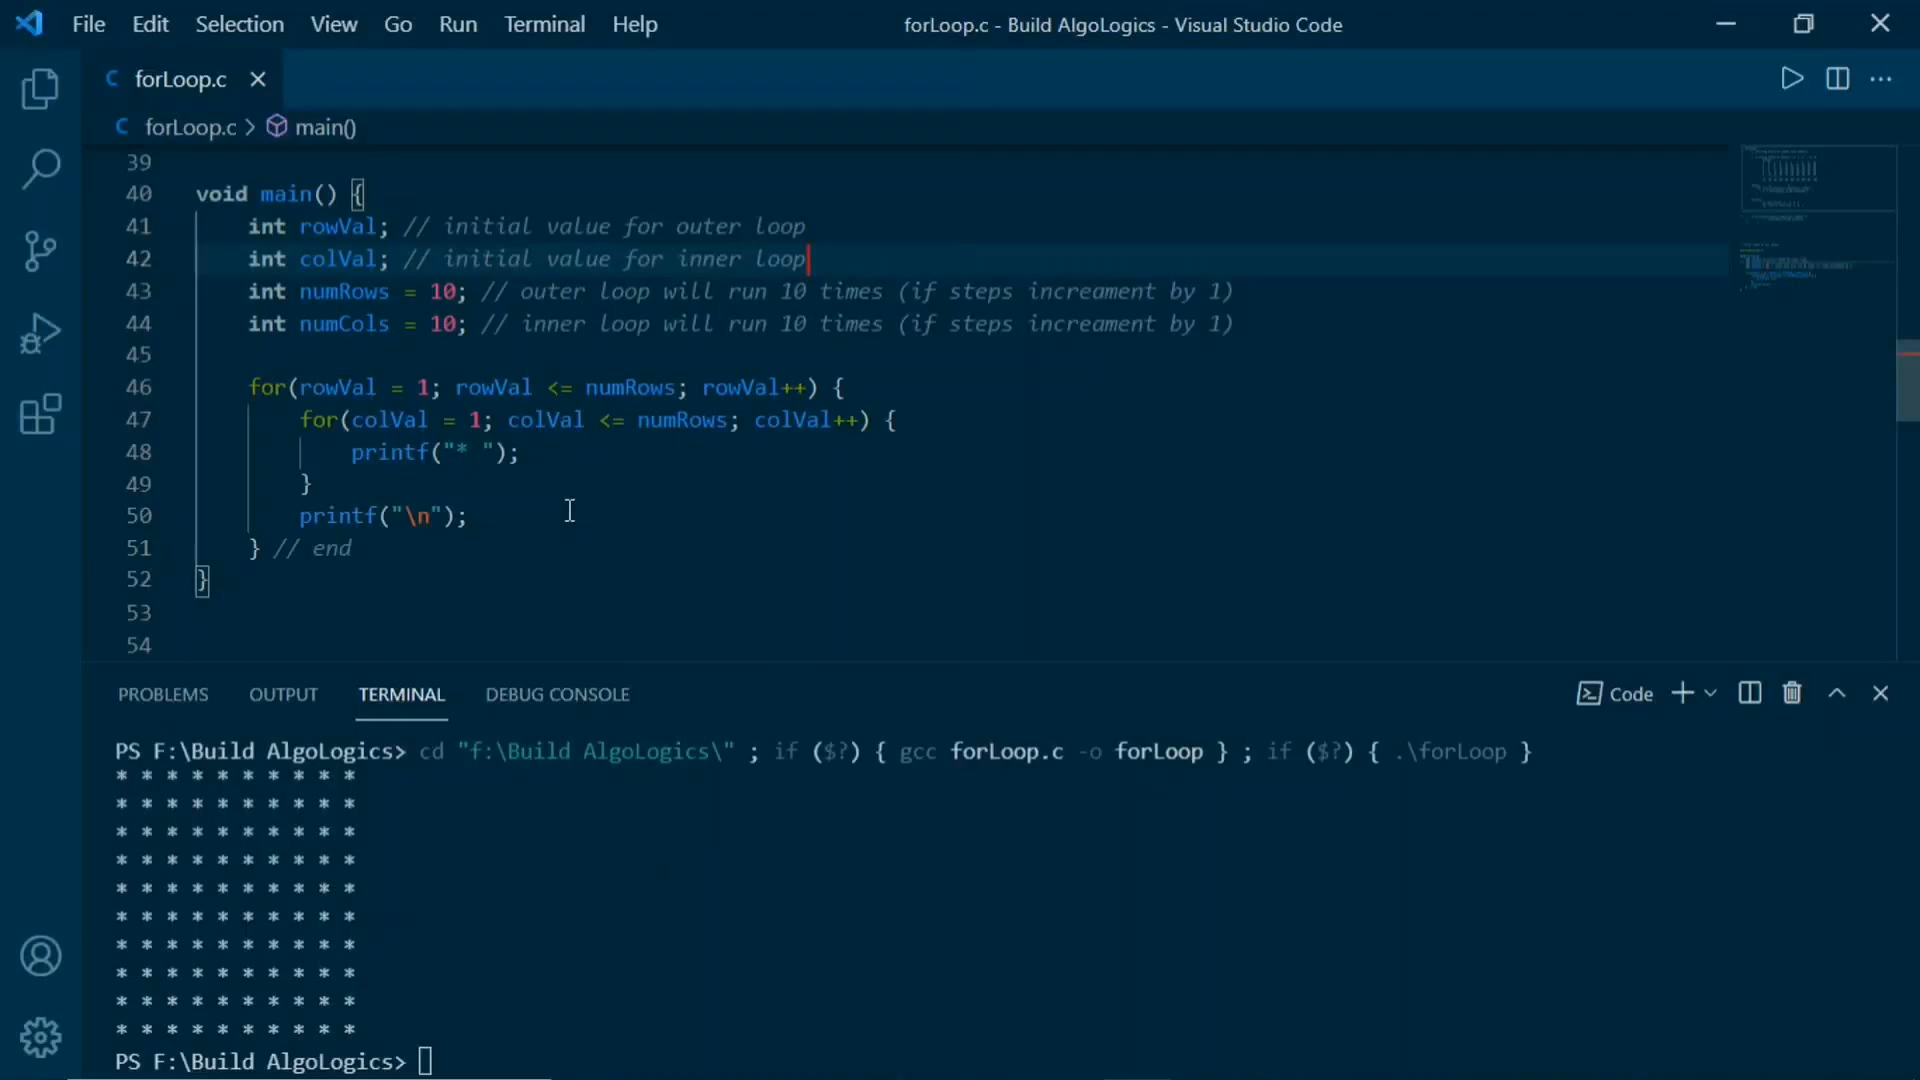 File Edit Selection View Go Run Terminal Help forLoop.c - Build AlgoLogics - Visual Studio Code
C forLoop.c
C forLoop.c > main()
39
40 void main() {
41 int rowVal; // initial value for outer loop
42 int colVal; // initial value for inner loop
43 int numRows = 10; // outer loop will run 10 times (if steps increament by 1)
44 int numCols = 10; // inner loop will run 10 times (if steps increament by 1)
45
46 for(rowVal = 1; rowVal <= numRows; rowVal++) {
47 for(colVal = 1; colVal <= numRows; colVal++) {
48 printf("* ");
49 }
50 printf("\n");
51 } // end
52 }
53
54
PROBLEMS OUTPUT TERMINAL DEBUG CONSOLE Code
PS F:\Build AlgoLogics> cd "f:\Build AlgoLogics\" ; if ($?) { gcc forLoop.c -o forLoop } ; if ($?) { .\forLoop }
* * * * * * * * * *
* * * * * * * * * *
* * * * * * * * * *
* * * * * * * * * *
* * * * * * * * * *
* * * * * * * * * *
* * * * * * * * * *
* * * * * * * * * *
* * * * * * * * * *
* * * * * * * * * *
PS F:\Build AlgoLogics>